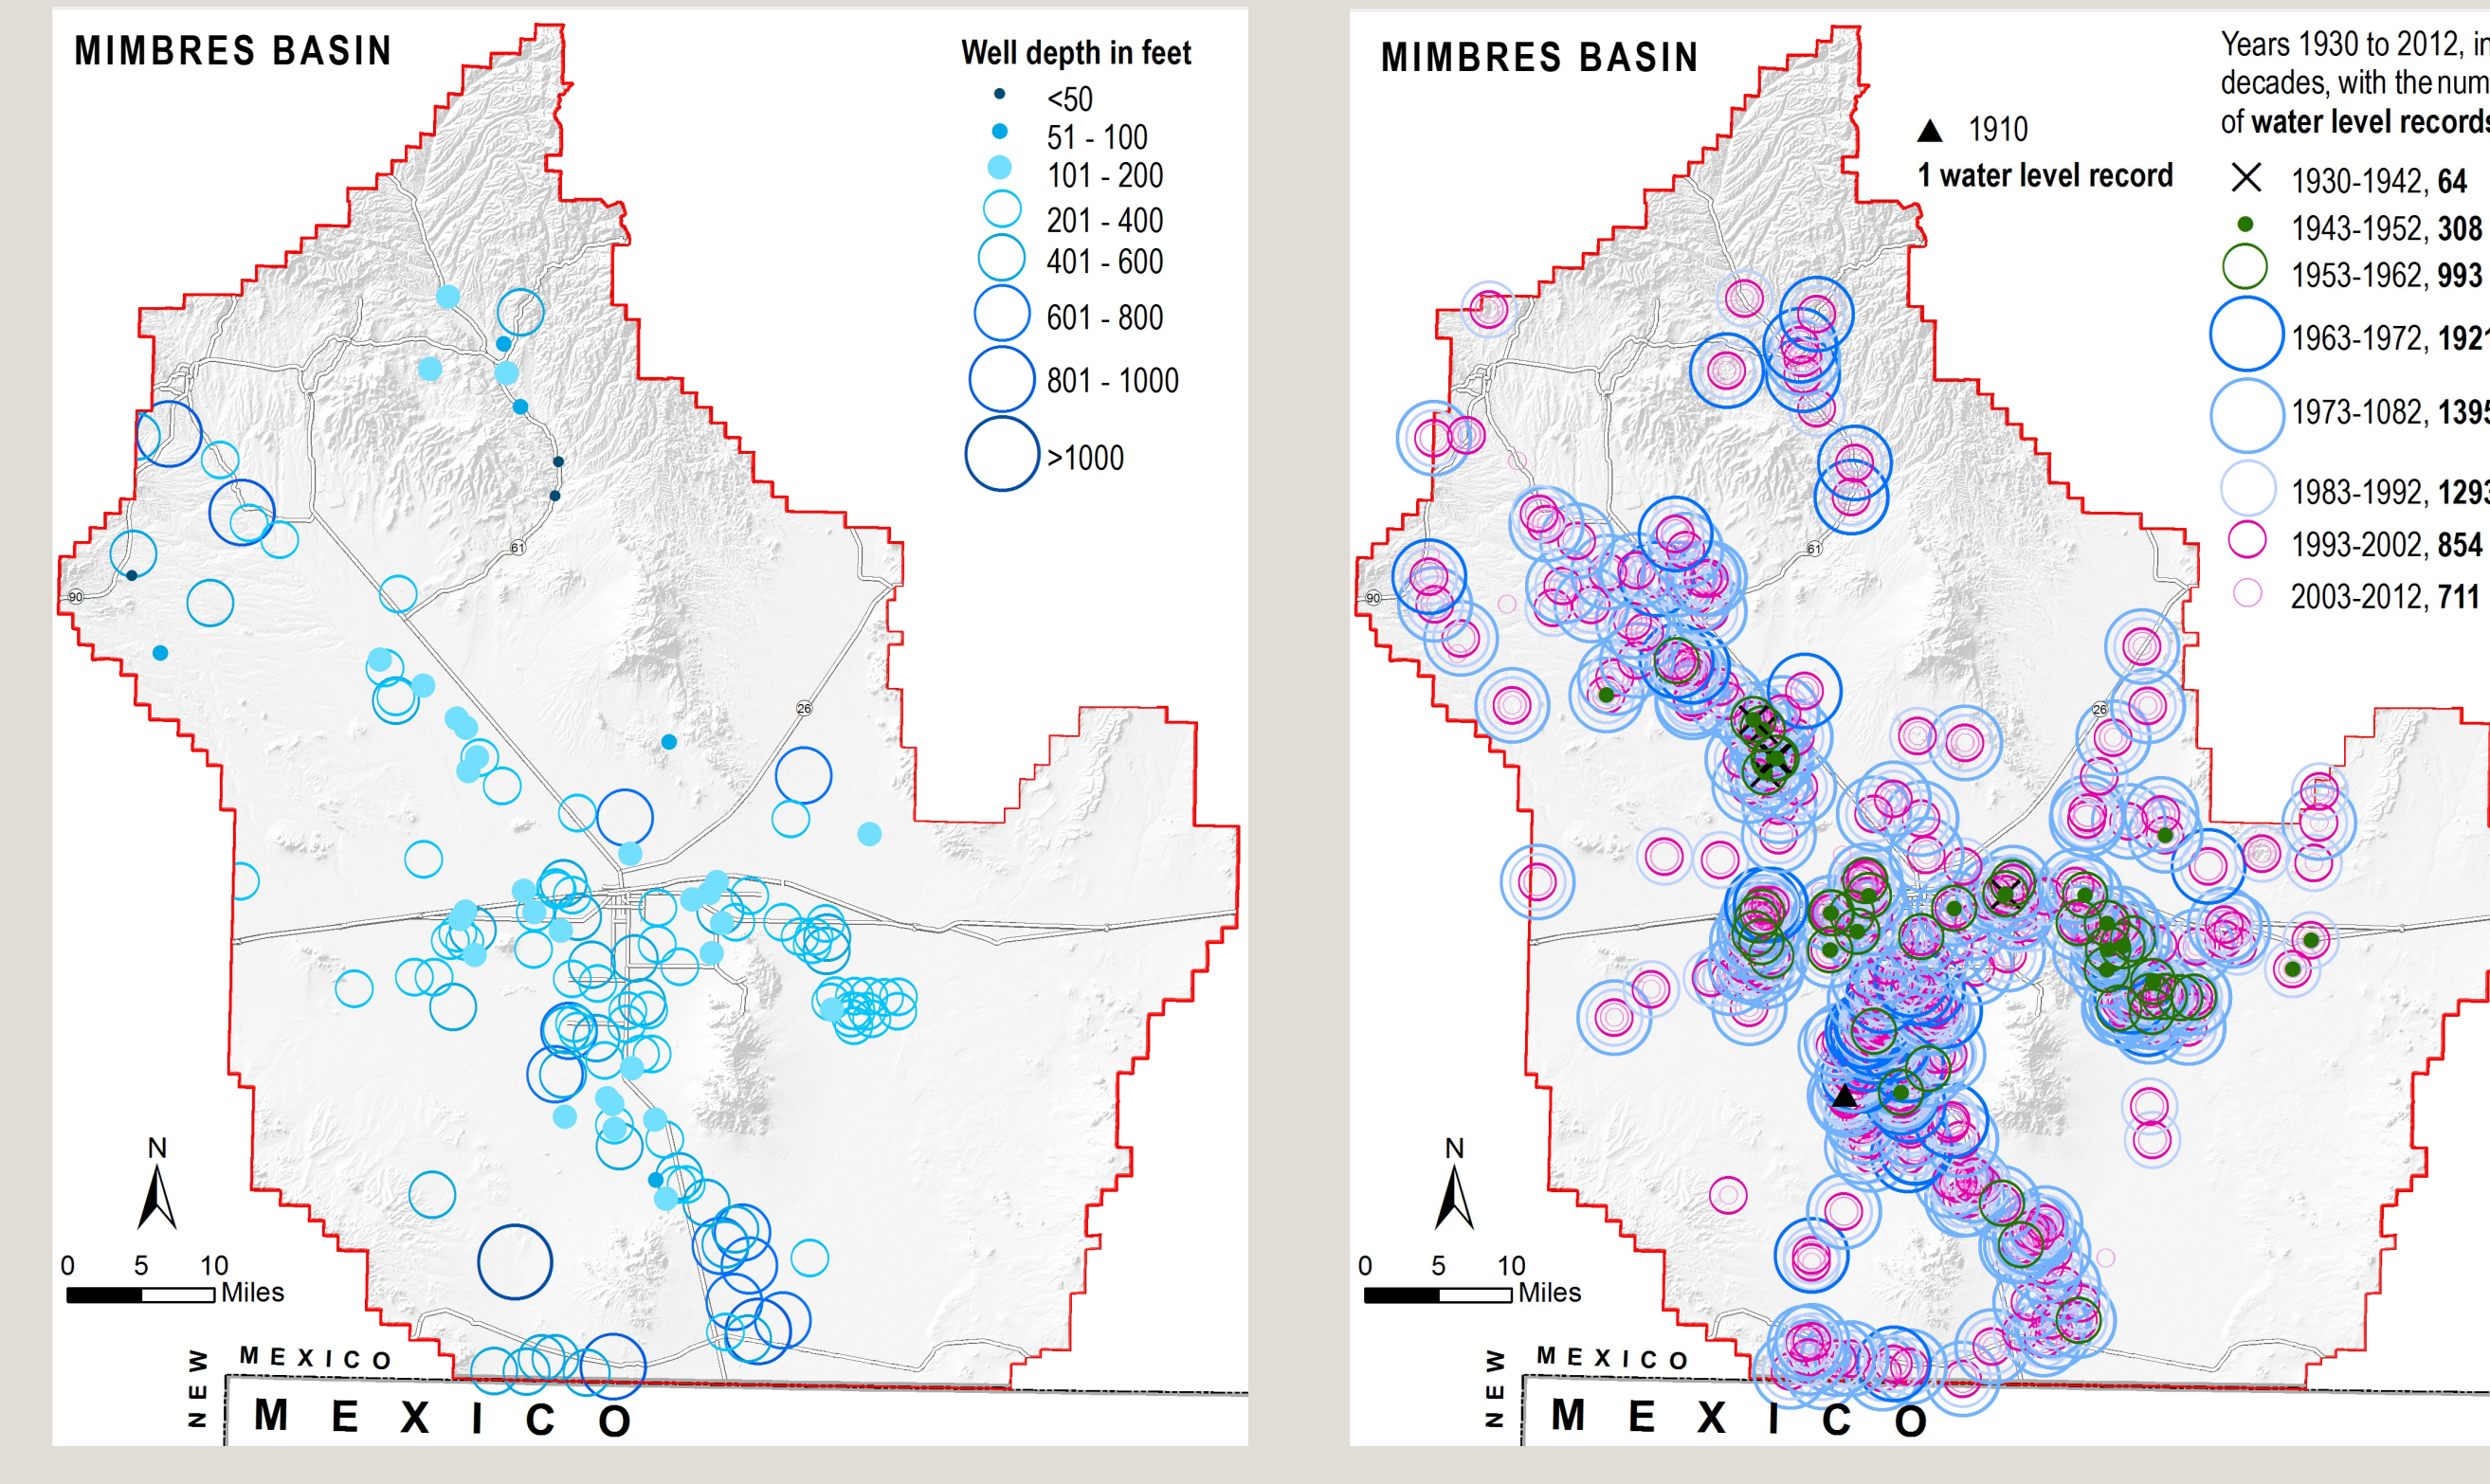 MIMBRES BASIN
Well depth in feet
<50
51 - 100
101 - 200
201 - 400
401 - 600
601 - 800
801 - 1000
>1000
61
90
26
N
0 5 10
Miles
NEW
MEXICO
MEXICO
MIMBRES BASIN
Years 1930 to 2012, in
decades, with the num
of water level records
1910
1 water level record
1930-1942, 64
1943-1952, 308
1953-1962, 993
1963-1972, 1921
1973-1082, 1395
1983-1992, 1293
1993-2002, 854
2003-2012, 711
61
90
26
N
0 5 10
Miles
NEW
MEXICO
MEXICO